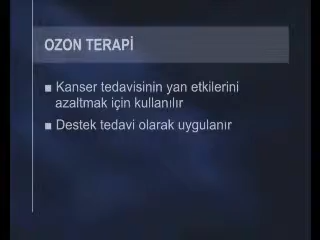 OZON TERAPİ
■ Kanser tedavisinin yan etkilerini
azaltmak için kullanılır
■ Destek tedavi olarak uygulanır